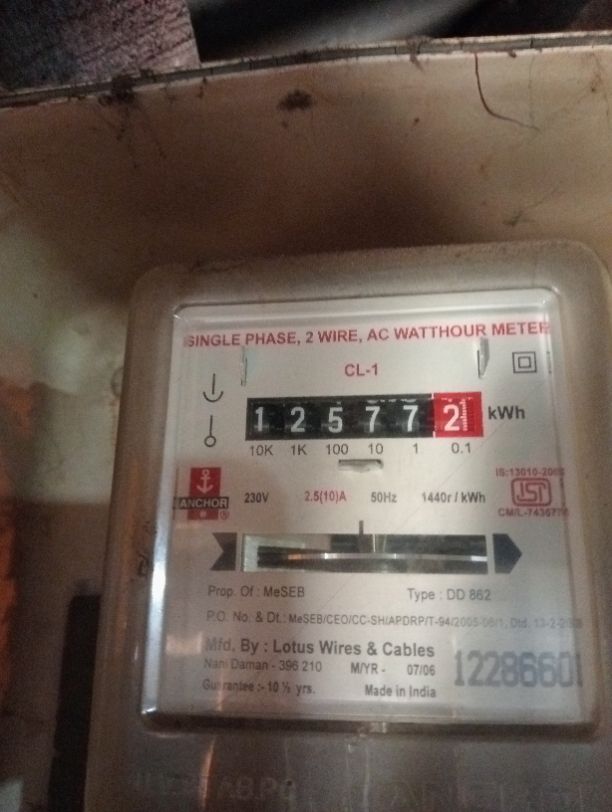 SINGLE PHASE, 2 WIRE, AC WATTHOUR METER
CL-1
1 2 5 7 7 2 kWh
10K 1K 100 10 1 0.1
ANCHOR 230V 2.5(10)A 50Hz 1440r / kWh
IS:13010-
ISI
CM/L-
Prop. Of : MeSEB Type : DD 862
P.O. No. & Dt.: MeSEB/CEO/CC-SH/APDRP/T-94/2005-06/1, Dtd. 13-2-
Mfd. By : Lotus Wires & Cables
Nani Daman - 396 210 M/YR - 07/06
12286601
Guarantee :- 10 ½ yrs. Made in India